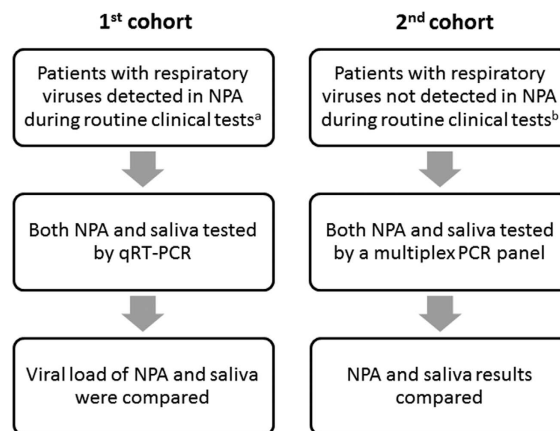 1st cohort
Patients with respiratory
viruses detected in NPA
during routine clinical testsa
Both NPA and saliva tested
by qRT-PCR
Viral load of NPA and saliva
were compared
2nd cohort
Patients with respiratory
viruses not detected in NPA
during routine clinical testsb
Both NPA and saliva tested
by a multiplex PCR panel
NPA and saliva results
compared